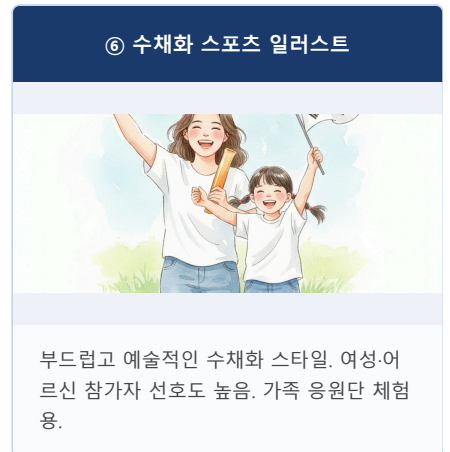 ⑥ 수채화 스포츠 일러스트
부드럽고 예술적인 수채화 스타일. 여성·어
르신 참가자 선호도 높음. 가족 응원단 체험
용.